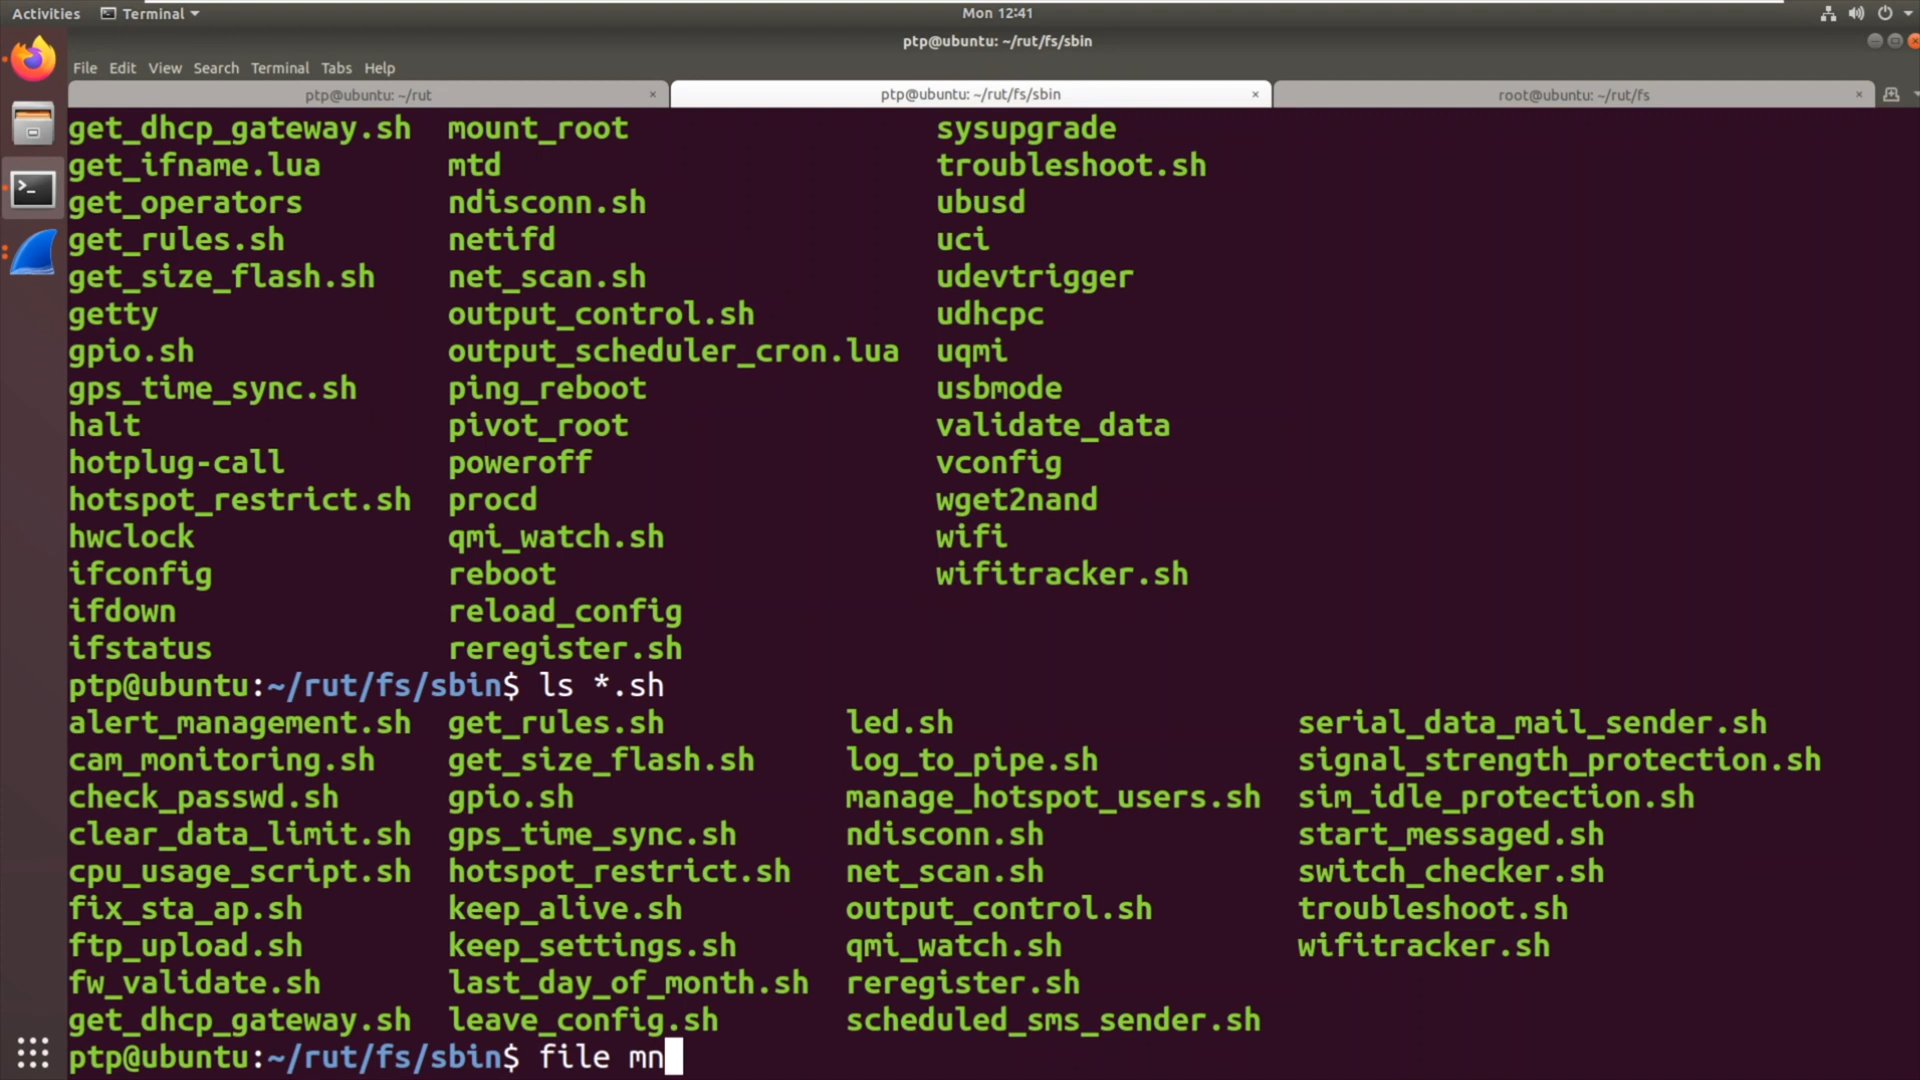 Activities Terminal Mon 12:41
ptp@ubuntu: ~/rut/fs/sbin
File Edit View Search Terminal Tabs Help
ptp@ubuntu: ~/rut × ptp@ubuntu: ~/rut/fs/sbin × root@ubuntu: ~/rut/fs ×
get_dhcp_gateway.sh mount_root sysupgrade
get_ifname.lua mtd troubleshoot.sh
get_operators ndisconn.sh ubusd
get_rules.sh netifd uci
get_size_flash.sh net_scan.sh udevtrigger
getty output_control.sh udhcpc
gpio.sh output_scheduler_cron.lua uqmi
gps_time_sync.sh ping_reboot usbmode
halt pivot_root validate_data
hotplug-call poweroff vconfig
hotspot_restrict.sh procd wget2nand
hwclock qmi_watch.sh wifi
ifconfig reboot wifitracker.sh
ifdown reload_config
ifstatus reregister.sh
ptp@ubuntu:~/rut/fs/sbin$ ls *.sh
alert_management.sh get_rules.sh led.sh serial_data_mail_sender.sh
cam_monitoring.sh get_size_flash.sh log_to_pipe.sh signal_strength_protection.sh
check_passwd.sh gpio.sh manage_hotspot_users.sh sim_idle_protection.sh
clear_data_limit.sh gps_time_sync.sh ndisconn.sh start_messaged.sh
cpu_usage_script.sh hotspot_restrict.sh net_scan.sh switch_checker.sh
fix_sta_ap.sh keep_alive.sh output_control.sh troubleshoot.sh
ftp_upload.sh keep_settings.sh qmi_watch.sh wifitracker.sh
fw_validate.sh last_day_of_month.sh reregister.sh
get_dhcp_gateway.sh leave_config.sh scheduled_sms_sender.sh
ptp@ubuntu:~/rut/fs/sbin$ file mn